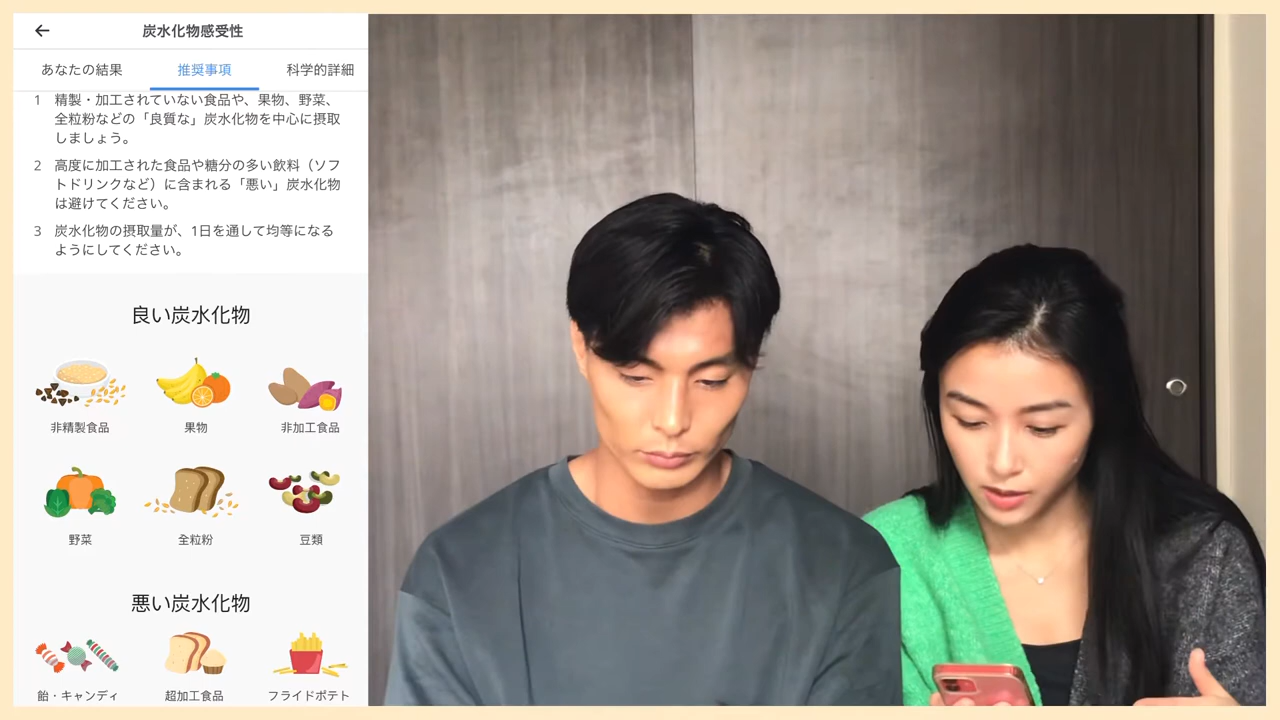 炭水化物感受性
あなたの結果
推奨事項
科学的詳細
1 精製・加工されていない食品や、果物、野菜、
全粒粉などの「良質な」炭水化物を中心に摂取
しましょう。
2 高度に加工された食品や糖分の多い飲料（ソフ
トドリンクなど）に含まれる「悪い」炭水化物
は避けてください。
3 炭水化物の摂取量が、1日を通して均等になる
ようにしてください。
良い炭水化物
非精製食品
果物
非加工食品
野菜
全粒粉
豆類
悪い炭水化物
飴・キャンディ
超加工食品
フライドポテト